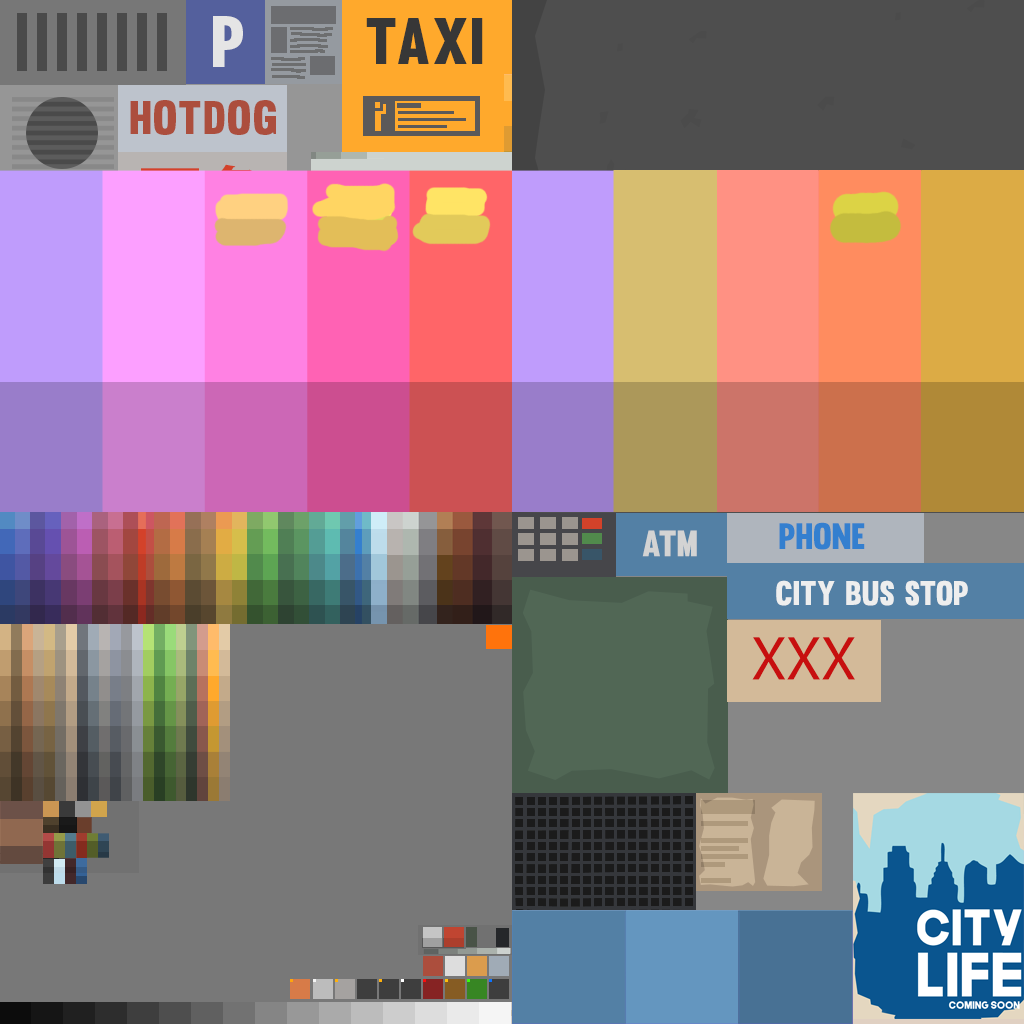 P
TAXI
HOTDOG
ATM
PHONE
CITY BUS STOP
XXX
CITY
LIFE
COMING SOON